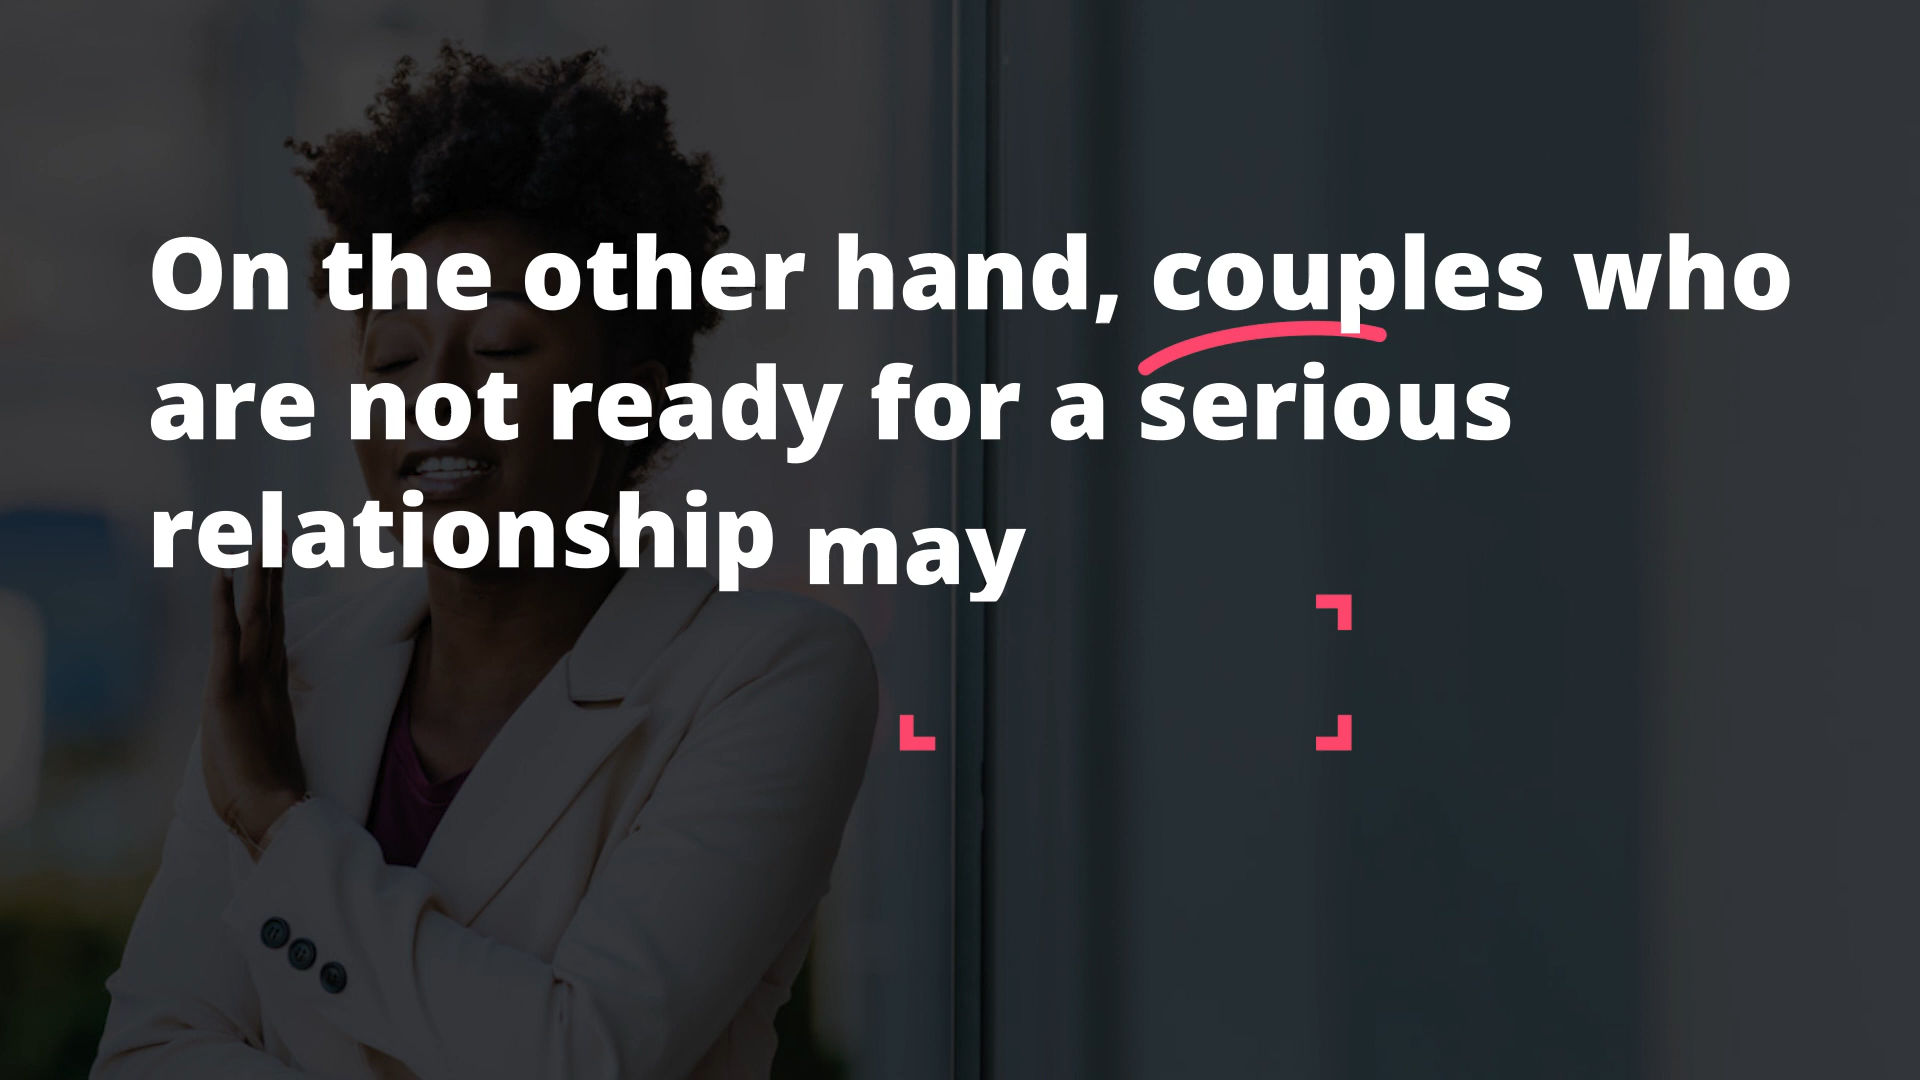 On the other hand, couples who
are not ready for a serious
relationship may